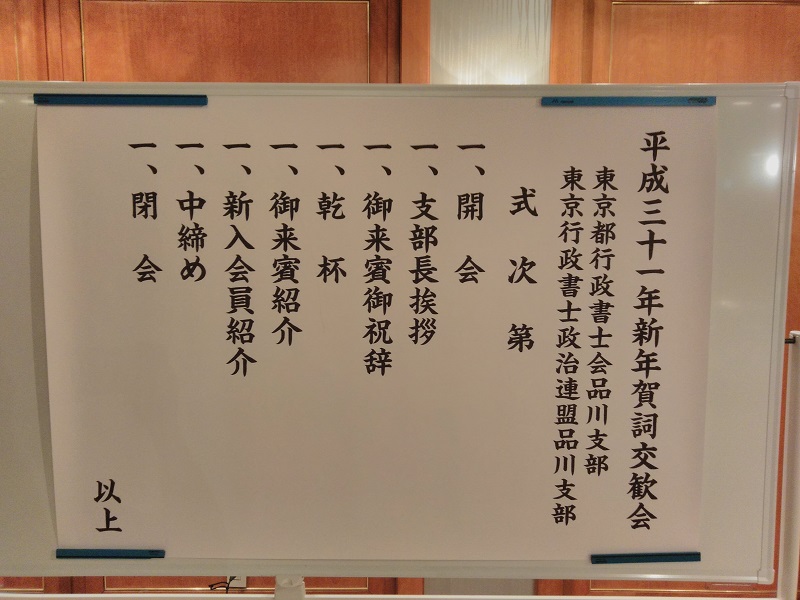 平成三十一年新年賀詞交歓会
東京都行政書士会品川支部
東京行政書士政治連盟品川支部
式次第
一、開会
一、支部長挨拶
一、御来賓御祝辞
一、乾杯
一、御来賓紹介
一、新入会員紹介
一、中締め
一、閉会
以上